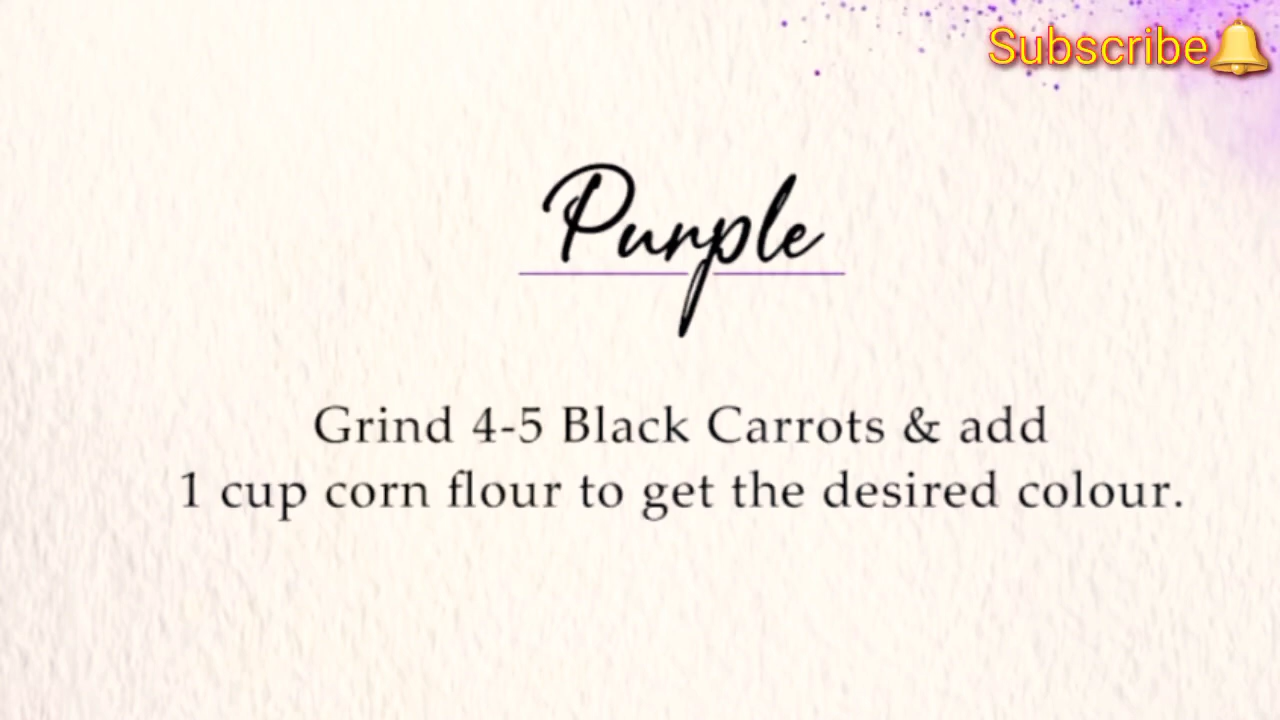 Subscribe
Purple
Grind 4-5 Black Carrots & add
1 cup corn flour to get the desired colour.